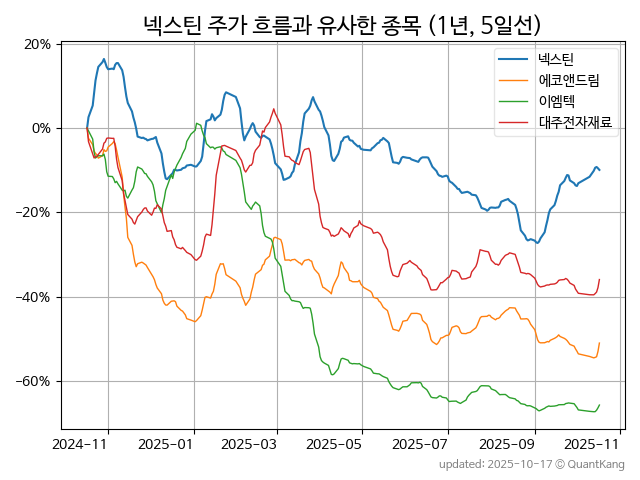 넥스틴 주가 흐름과 유사한 종목 (1년, 5일선)
넥스틴
에코앤드림
이엠텍
대주전자재료
20%
0%
−20%
−40%
−60%
2024-11 2025-01 2025-03 2025-05 2025-07 2025-09 2025-11
updated: 2025-10-17 © QuantKang